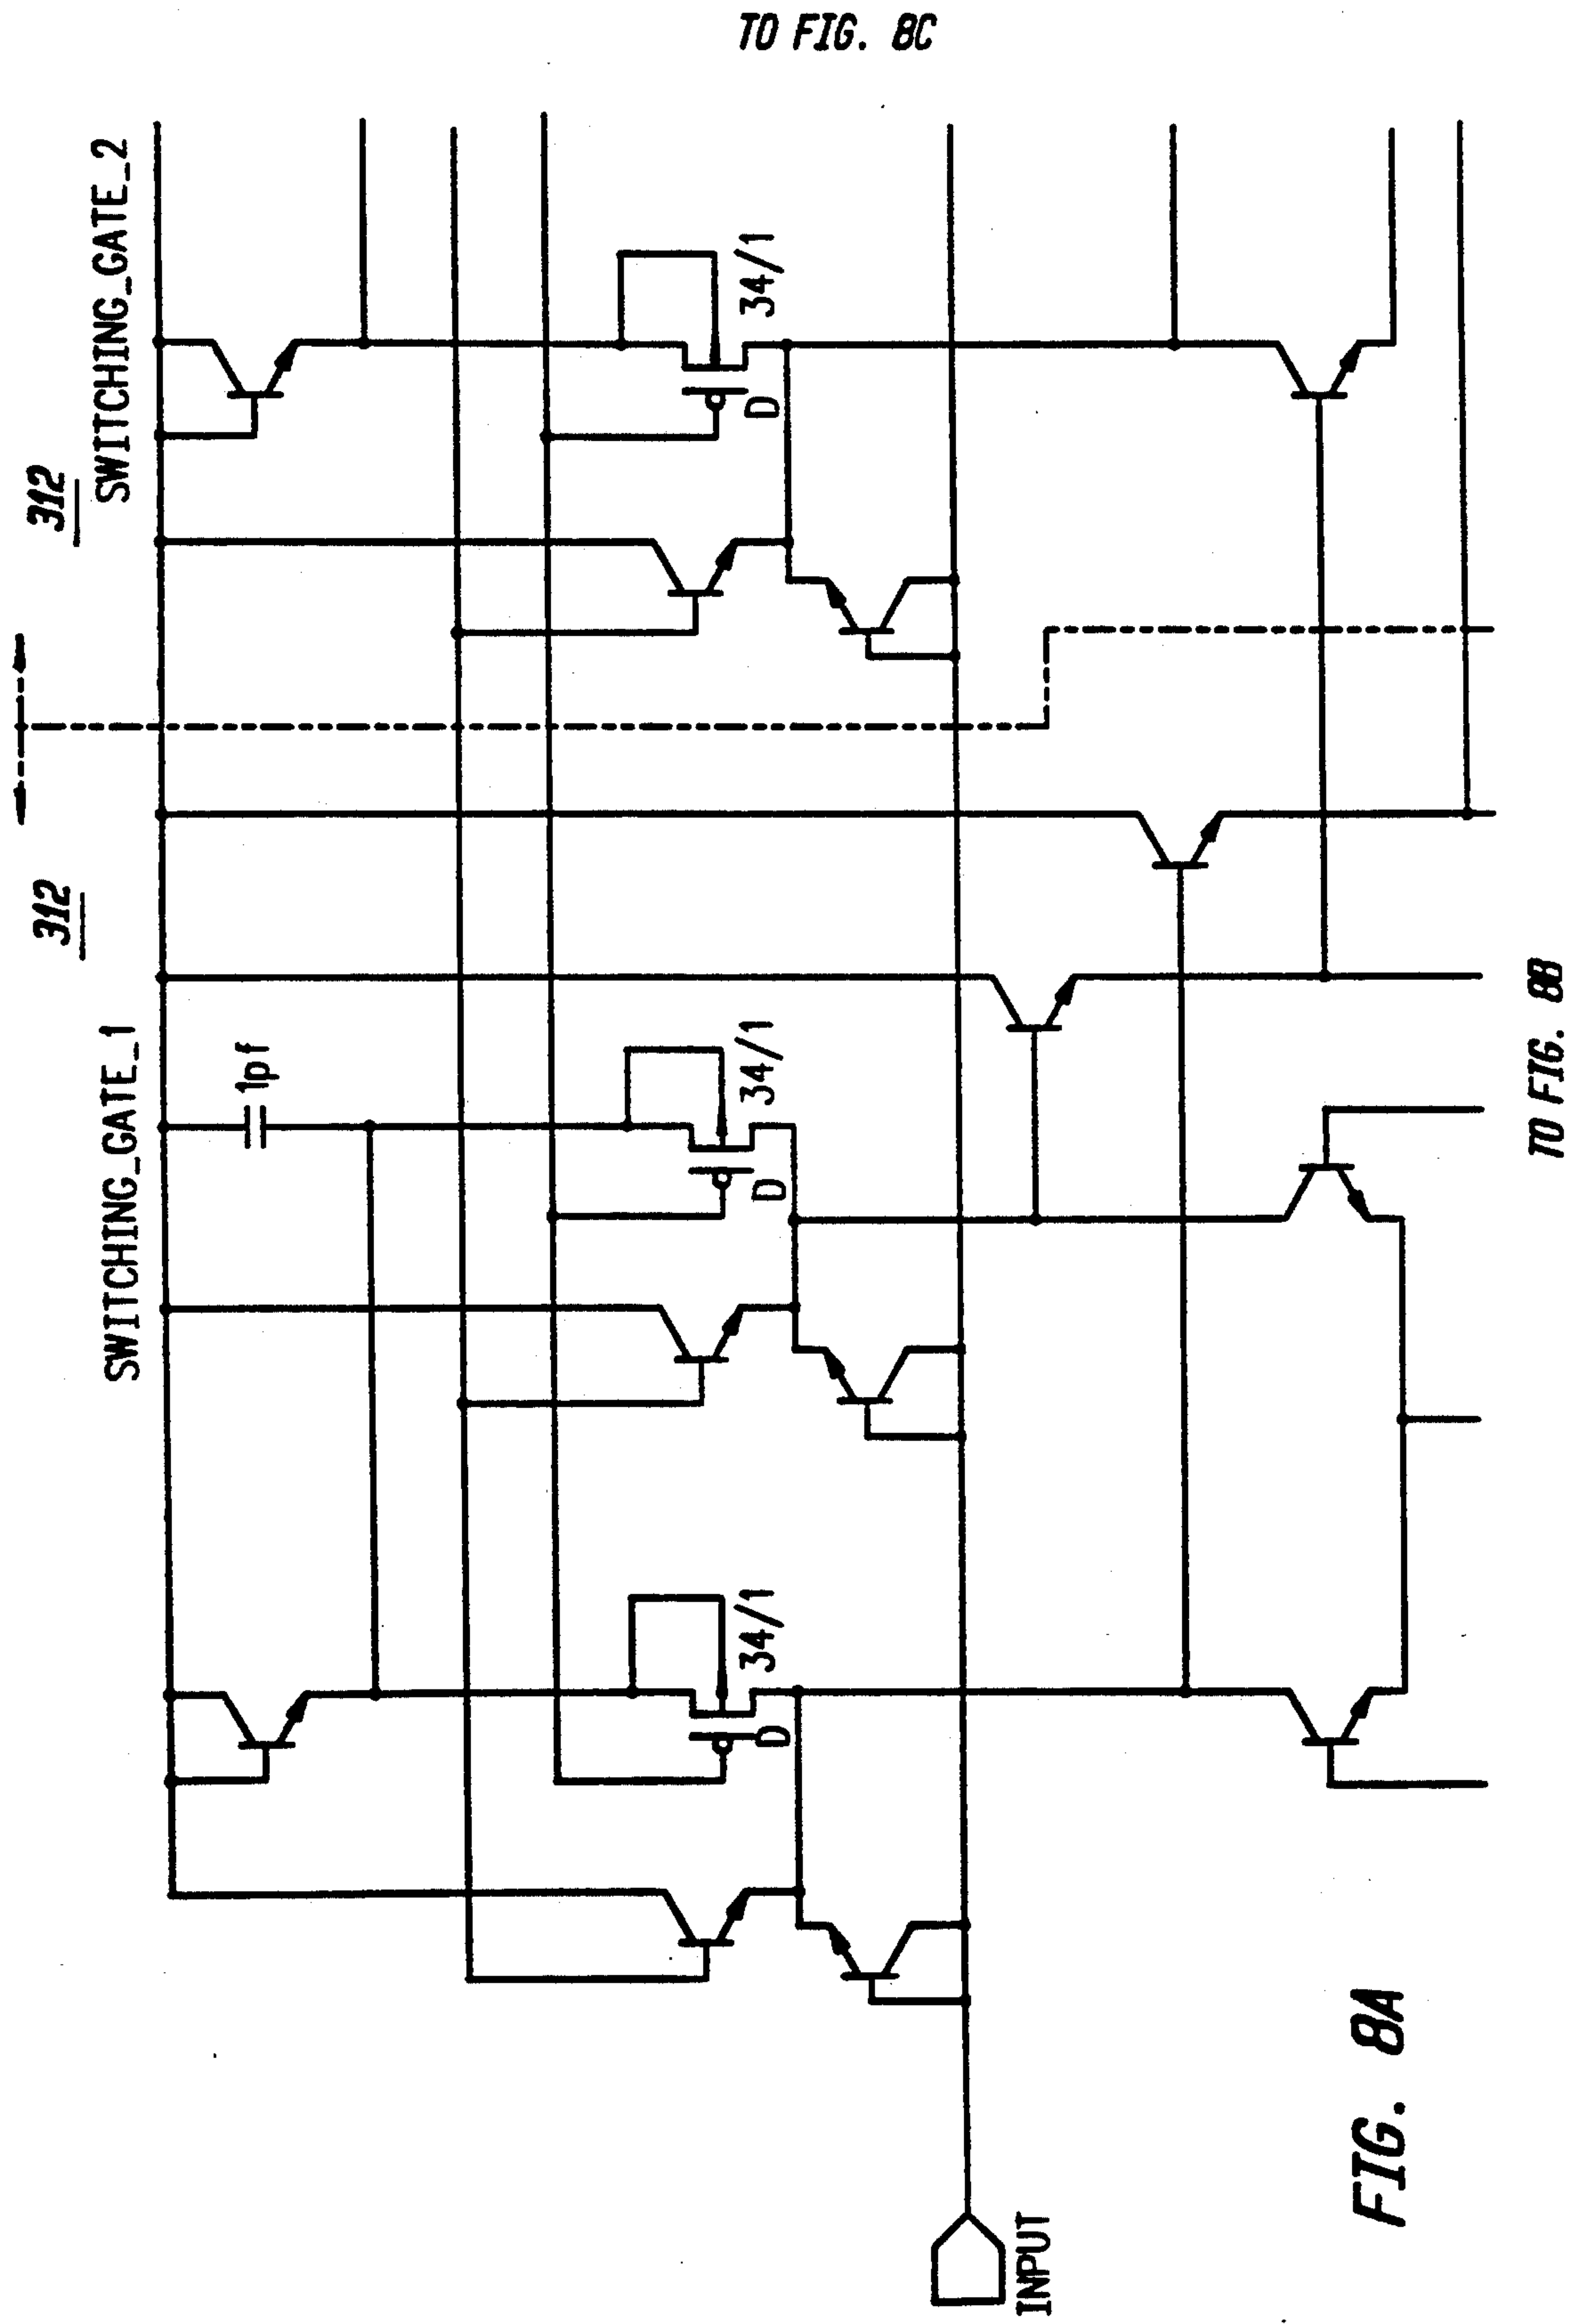 TO FIG. 8C
312
SWITCHING_GATE_2
34/1
D
312
SWITCHING_GATE_1
1pf
34/1
D
34/1
D
INPUT
TO FIG. 8B
FIG. 8A